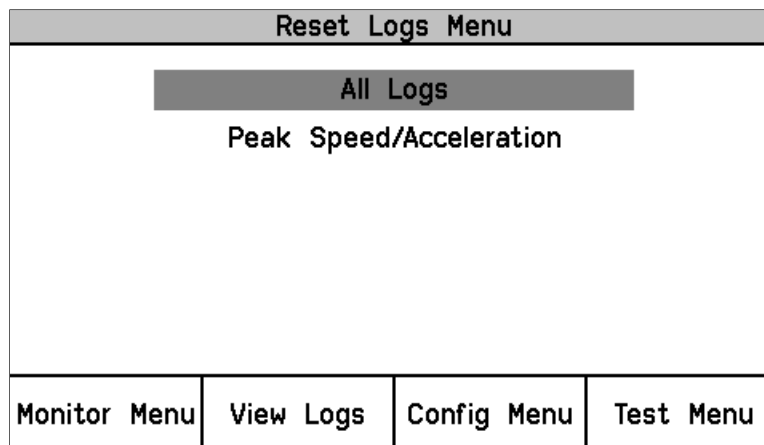 Reset Logs Menu
All Logs
Peak Speed/Acceleration
Monitor Menu View Logs Config Menu Test Menu